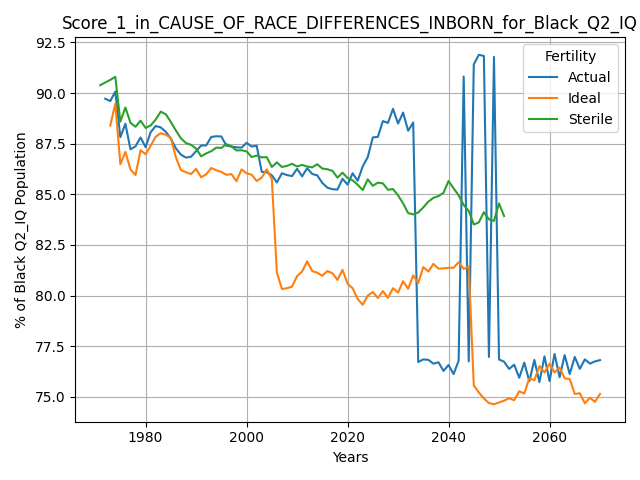 Score_1_in_CAUSE_OF_RACE_DIFFERENCES_INBORN_for_Black_Q2_IQ
Fertility
Actual
Ideal
Sterile
% of Black Q2_IQ Population
92.5
90.0
87.5
85.0
82.5
80.0
77.5
75.0
1980
2000
2020
2040
2060
Years